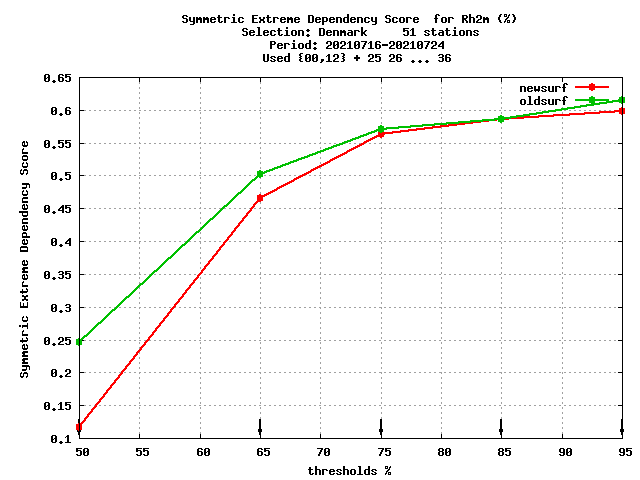 Symmetric Extreme Dependency Score  for Rh2m (%)
Selection: Denmark     51 stations
Period: 20210716-20210724
Used {00,12} + 25 26 ... 36
newsurf
oldsurf
Symmetric Extreme Dependency Score
0.65
0.6
0.55
0.5
0.45
0.4
0.35
0.3
0.25
0.2
0.15
0.1
50 55 60 65 70 75 80 85 90 95
thresholds %